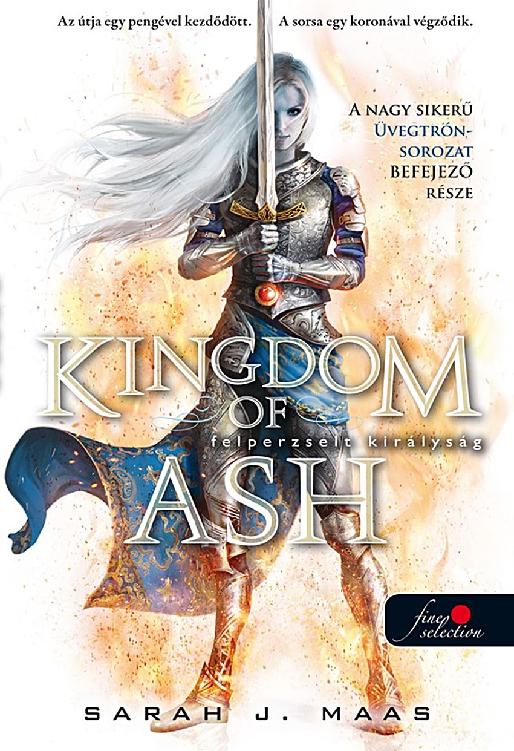 Az útja egy pengével kezdődött. A sorsa egy koronával végződik.
A NAGY SIKERŰ
ÜVEGTRÓN-
SOROZAT
BEFEJEZŐ
RÉSZE
KINGDOM
OF
felperzselt királyság
ASH
fine
selection
SARAH J. MAAS